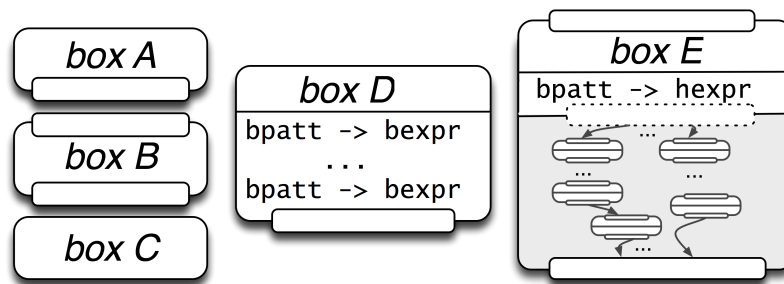 box A
box B
box C
box D
bpatt -> bexpr
...
bpatt -> bexpr
box E
bpatt -> hexpr
...
...
...
...